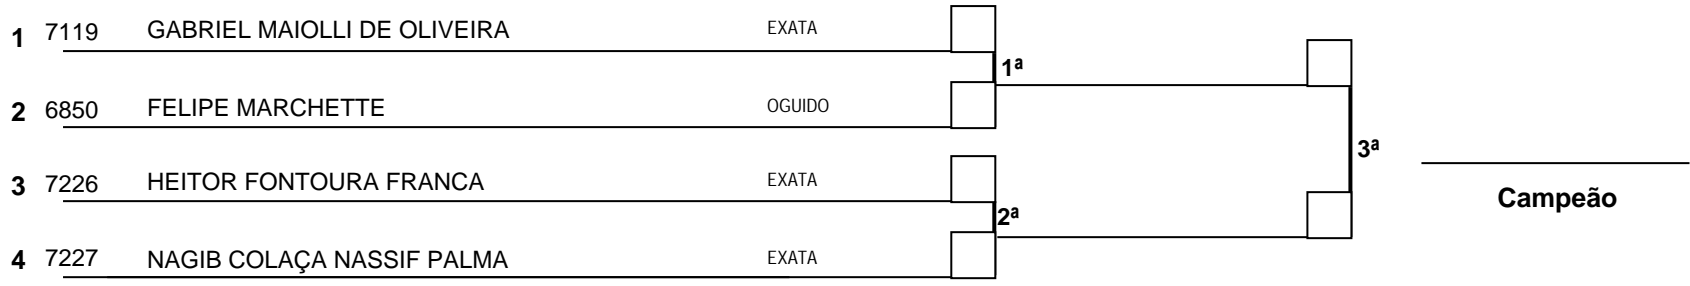 1 7119 GABRIEL MAIOLLI DE OLIVEIRA EXATA
1ª
2 6850 FELIPE MARCHETTE OGUIDO
3ª
3 7226 HEITOR FONTOURA FRANCA EXATA
Campeão
2ª
4 7227 NAGIB COLAÇA NASSIF PALMA EXATA